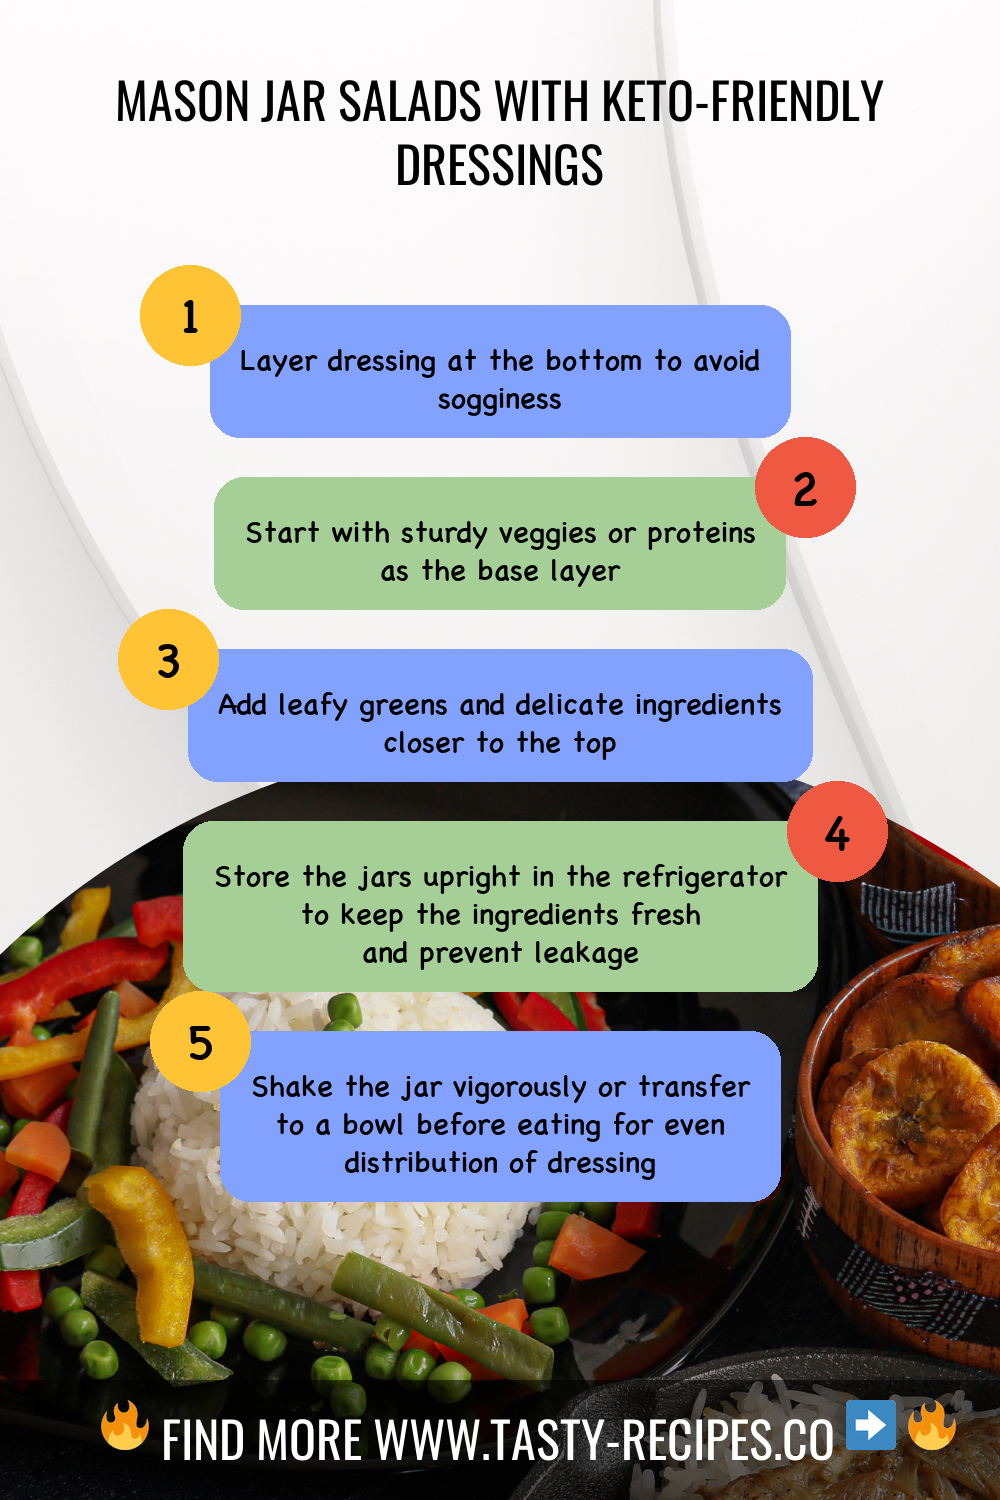 MASON JAR SALADS WITH KETO-FRIENDLY
DRESSINGS
1
Layer dressing at the bottom to avoid
sogginess
2
Start with sturdy veggies or proteins
as the base layer
3
Add leafy greens and delicate ingredients
closer to the top
4
Store the jars upright in the refrigerator
to keep the ingredients fresh
and prevent leakage
5
Shake the jar vigorously or transfer
to a bowl before eating for even
distribution of dressing
🔥 FIND MORE WWW.TASTY-RECIPES.CO ➡️ 🔥